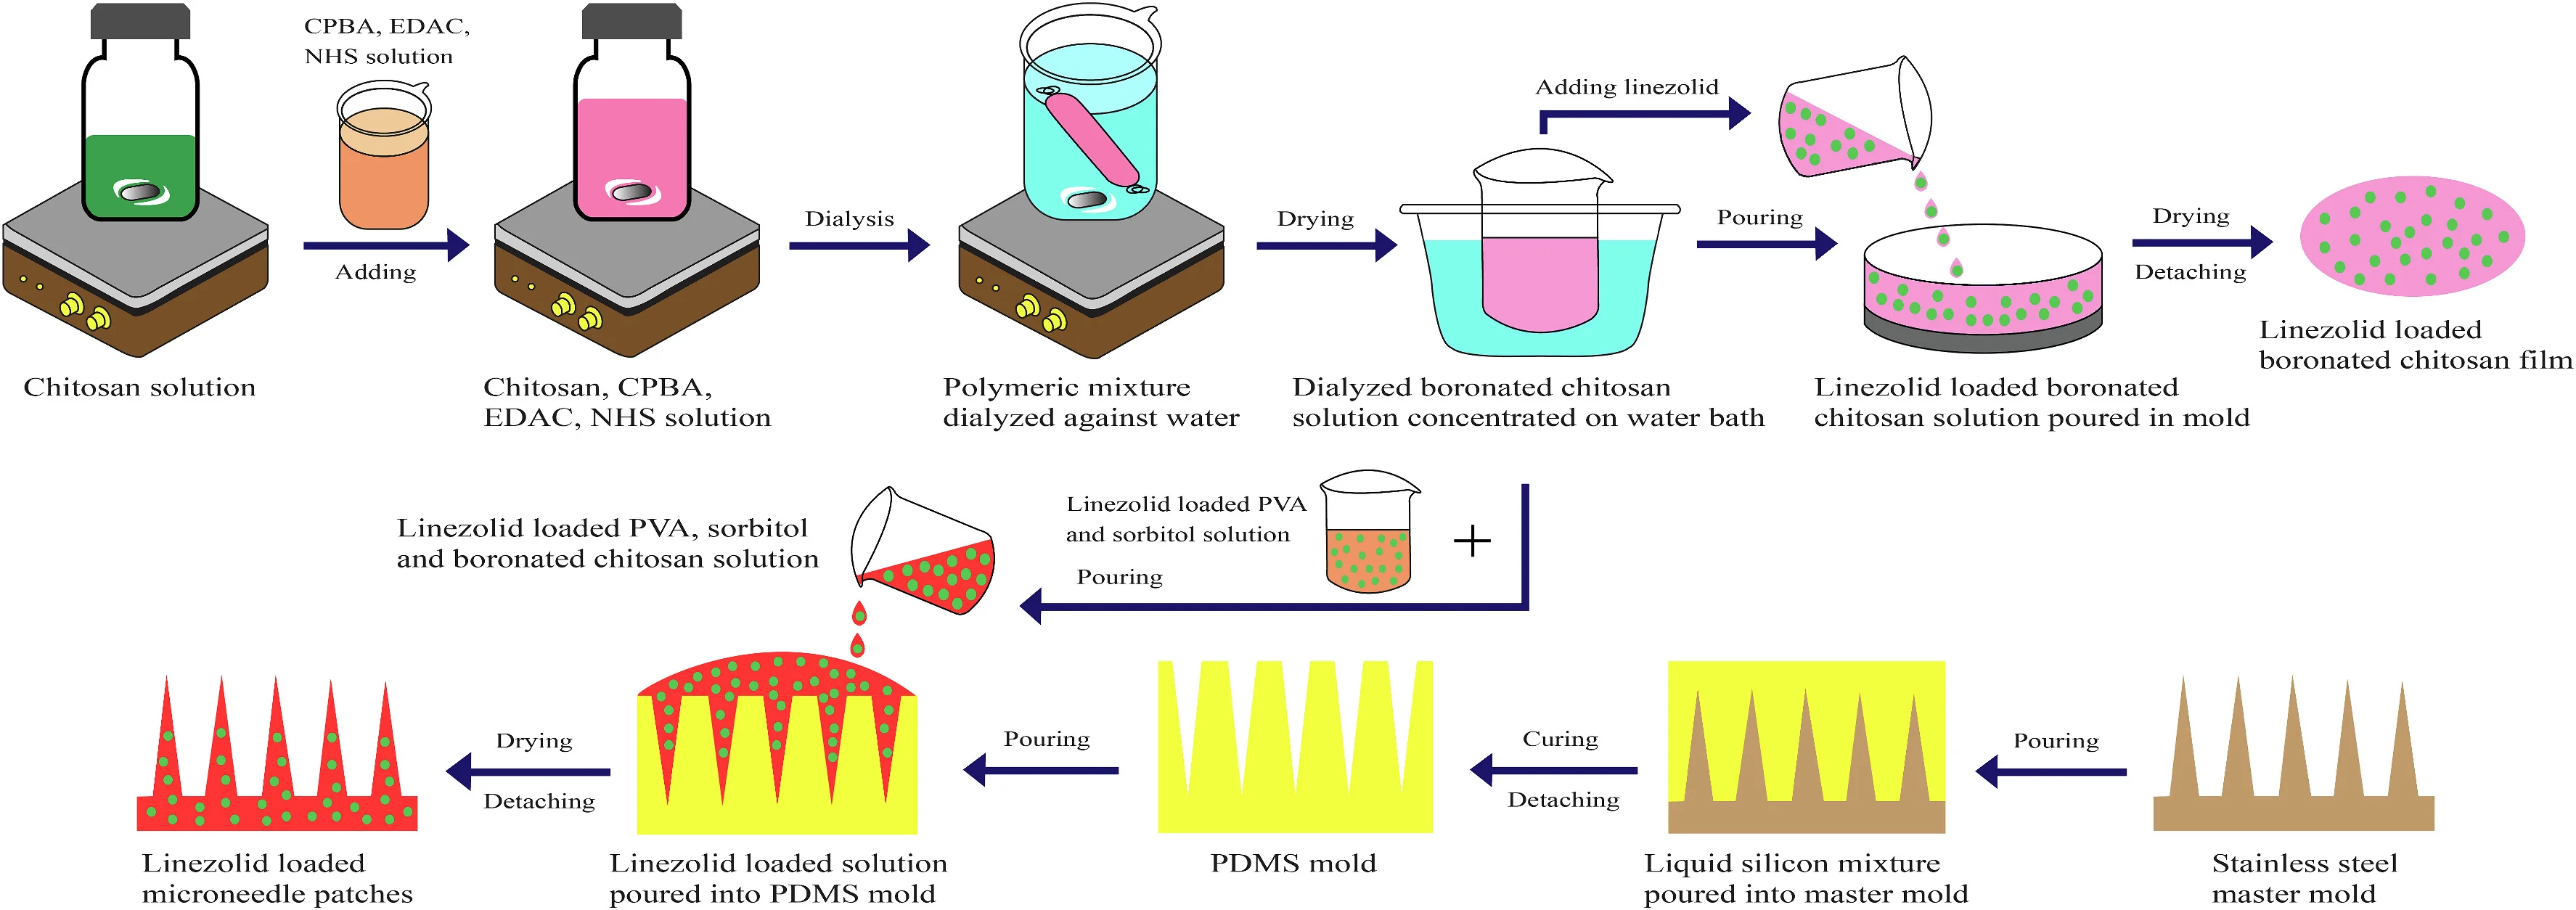 CPBA, EDAC,
NHS solution
Adding
Dialysis
Drying
Adding linezolid
Pouring
Drying
Detaching
Chitosan solution
Chitosan, CPBA,
EDAC, NHS solution
Polymeric mixture
dialyzed against water
Dialyzed boronated chitosan
solution concentrated on water bath
Linezolid loaded boronated
chitosan solution poured in mold
Linezolid loaded
boronated chitosan film
Linezolid loaded PVA, sorbitol
and boronated chitosan solution
Linezolid loaded PVA
and sorbitol solution
Pouring
+
Drying
Detaching
Pouring
Curing
Detaching
Pouring
Linezolid loaded
microneedle patches
Linezolid loaded solution
poured into PDMS mold
PDMS mold
Liquid silicon mixture
poured into master mold
Stainless steel
master mold